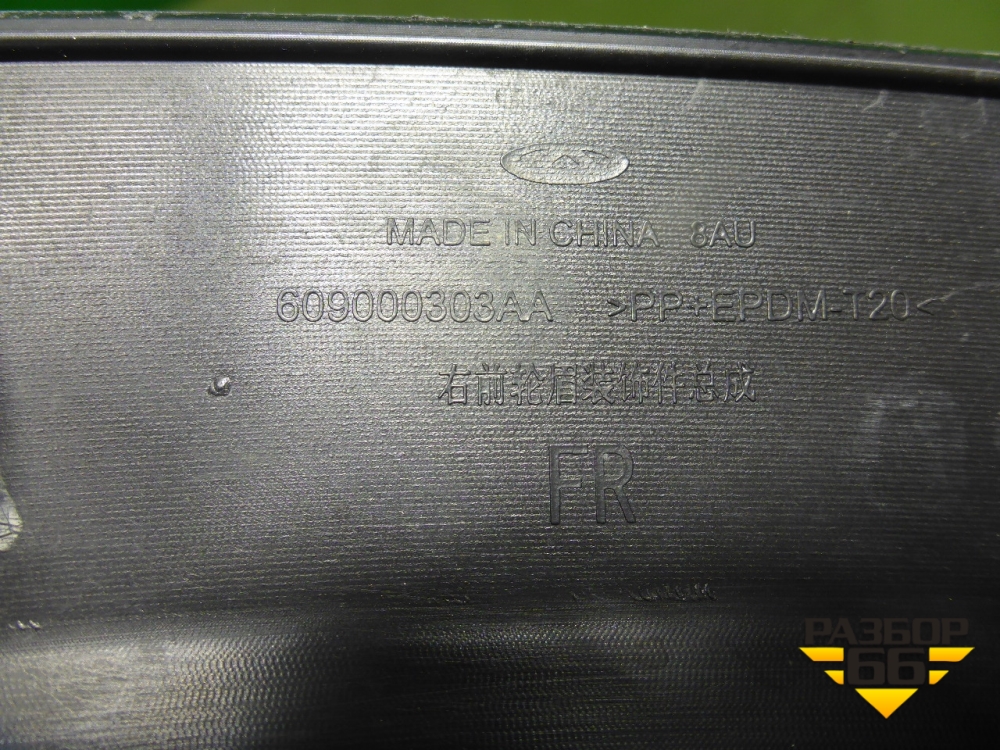 MADE IN CHINA 8AU
609000303AA >PP+EPDM-T20<
右前轮眉装饰件总成
FR
РАЗБОР
66